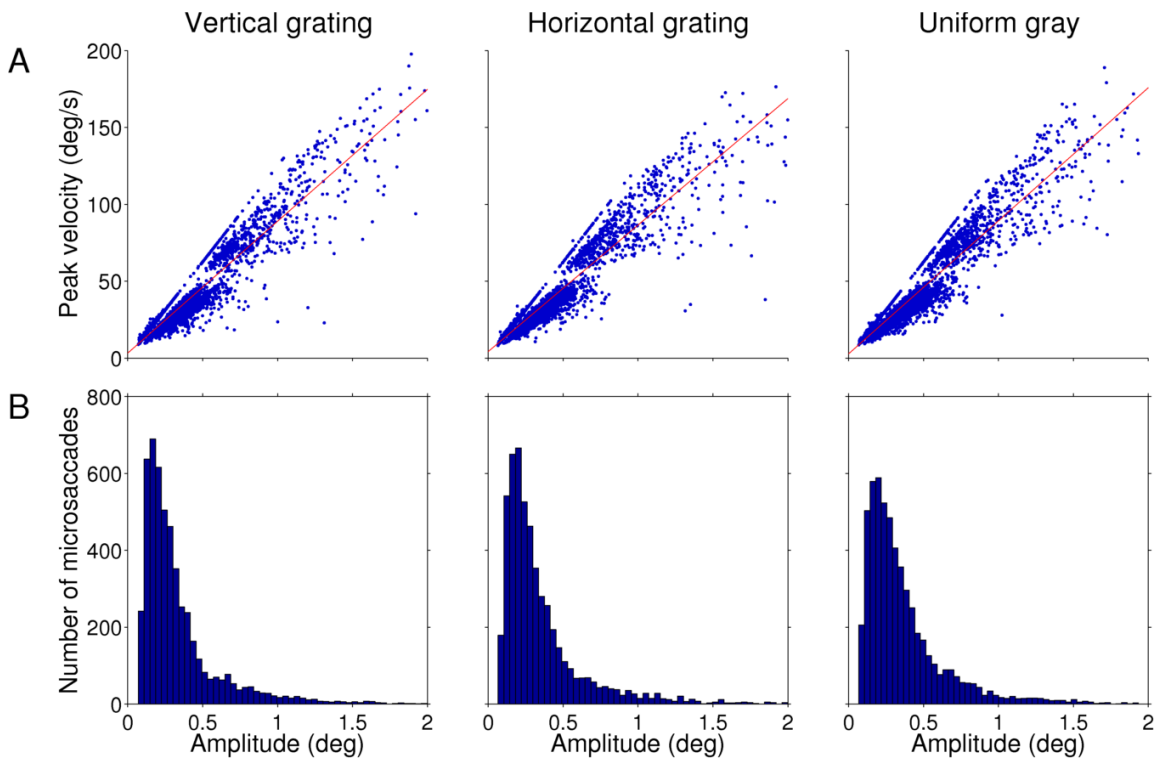 Vertical grating Horizontal grating Uniform gray
A
Peak velocity (deg/s)
200
150
100
50
0
0 0.5 1 1.5 2
0 0.5 1 1.5 2
0 0.5 1 1.5 2
B
Number of microsaccades
800
600
400
200
0
Amplitude (deg) Amplitude (deg) Amplitude (deg)